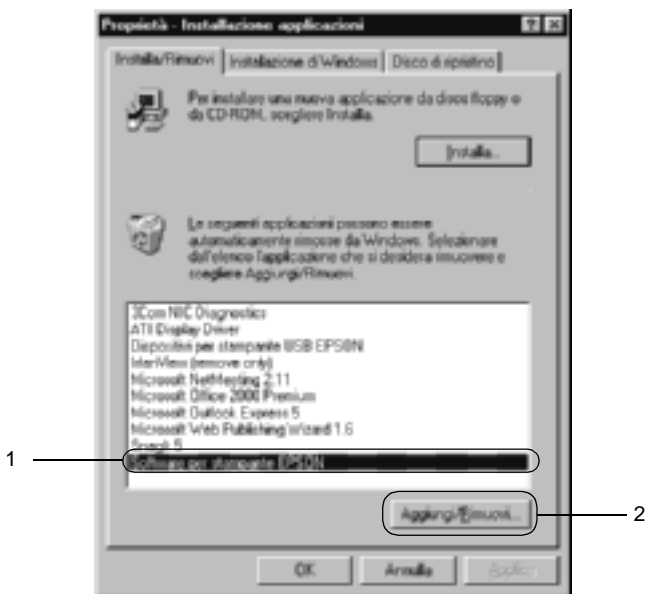 Proprietà - Installazione applicazioni
Installa/Rimuovi
Installazione di Windows
Disco di ripristino
Per installare una nuova applicazione da disco floppy o
da CD-ROM, scegliere Installa.
Installa...
Le seguenti applicazioni possono essere
automaticamente rimosse da Windows. Selezionare
dall'elenco l'applicazione che si desidera rimuovere e
scegliere Aggiungi/Rimuovi.
3Com NIC Diagnostics
ATI Display Driver
Dispositivi per stampante USB EPSON
IrfanView (remove only)
Microsoft NetMeeting 2.11
Microsoft Office 2000 Premium
Microsoft Outlook Express 5
Microsoft Web Publishing Wizard 1.6
SnagIt 5
1
Software per stampante EPSON
Aggiungi/Rimuovi...
2
OK
Annulla
Applica